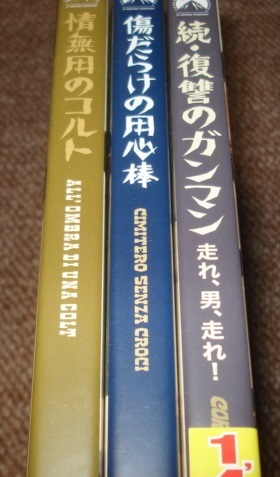 情無用のコルト
ALL'OMBRA DI UNA COLT
傷だらけの用心棒
CIMITERO SENZA CROCI
続・復讐のガンマン
走れ、男、走れ!